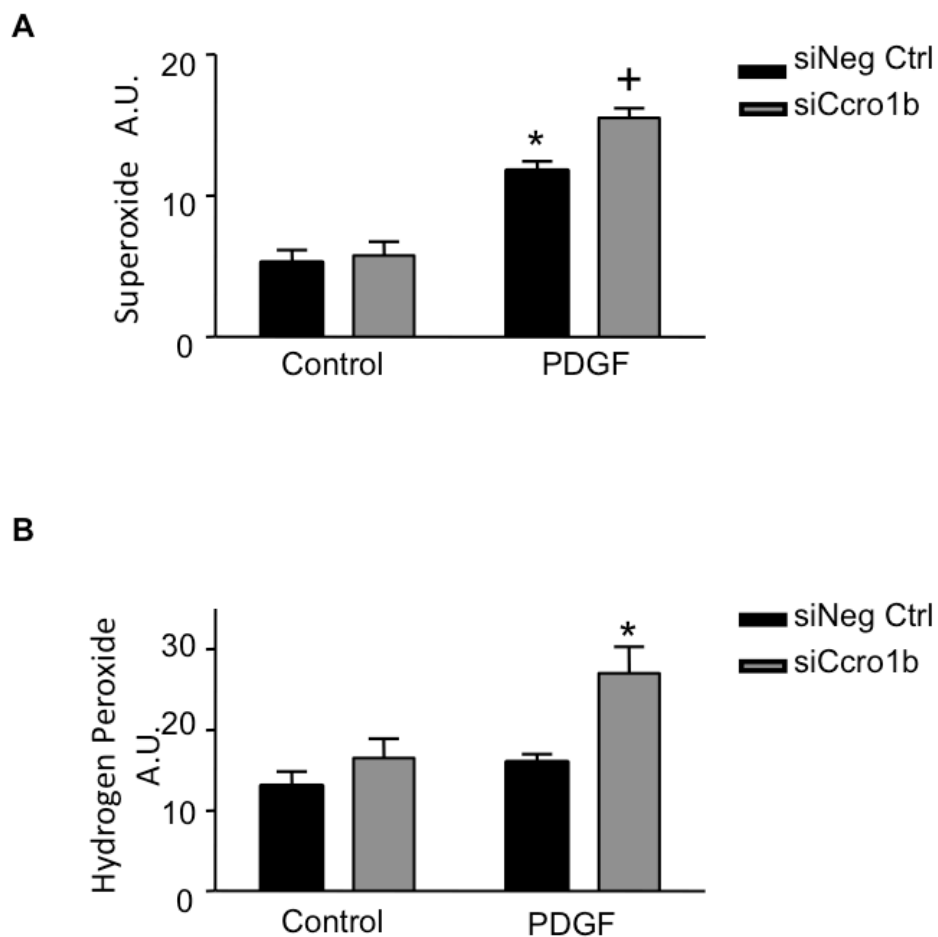 A
20
10
0
Superoxide A.U.
*
+
Control
PDGF
siNeg Ctrl
siCcro1b
B
30
20
10
0
Hydrogen Peroxide
A.U.
*
Control
PDGF
siNeg Ctrl
siCcro1b